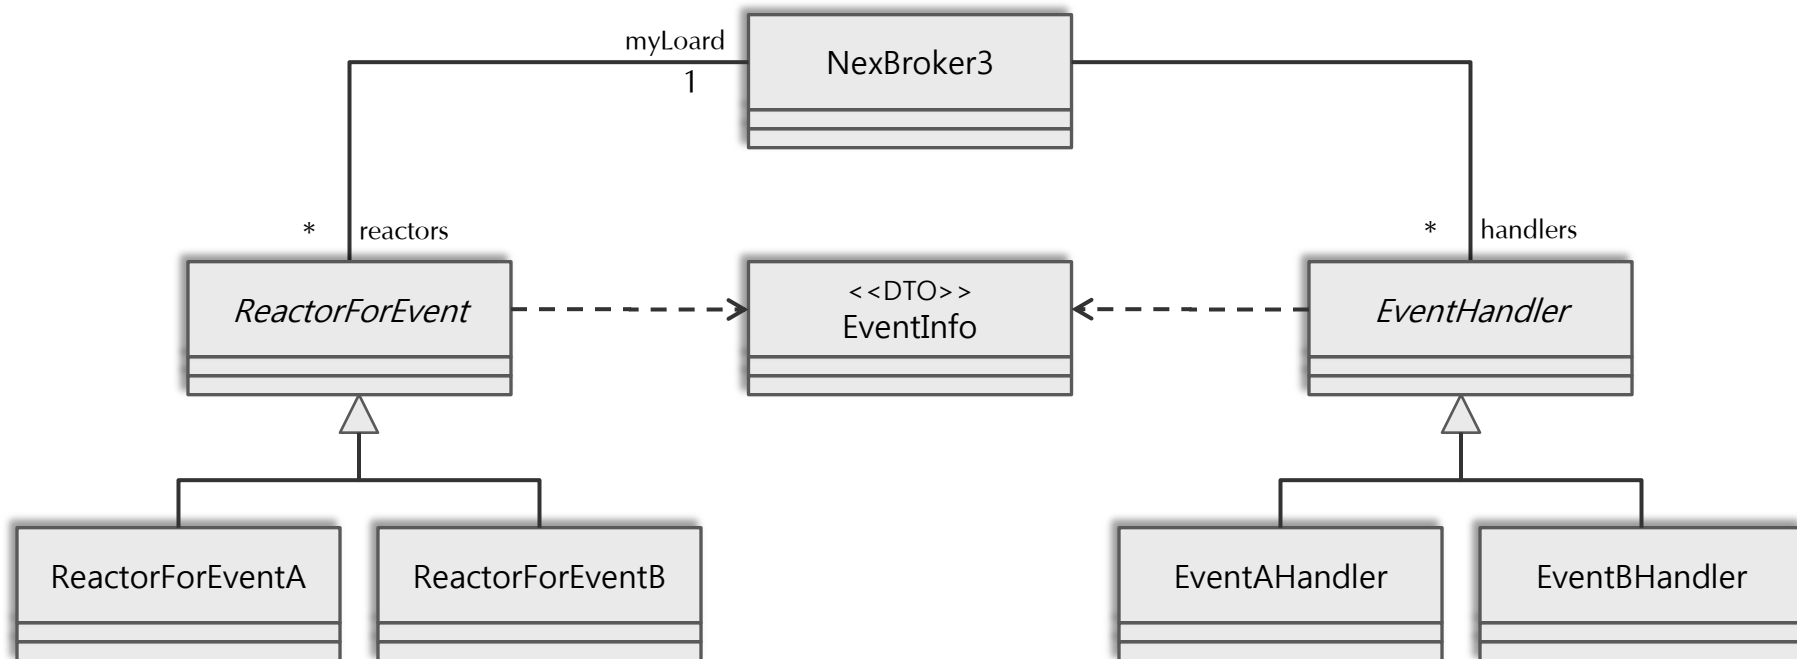 myLoard
1
NexBroker3
*
reactors
*
handlers
ReactorForEvent
<<DTO>>
EventInfo
EventHandler
ReactorForEventA
ReactorForEventB
EventAHandler
EventBHandler